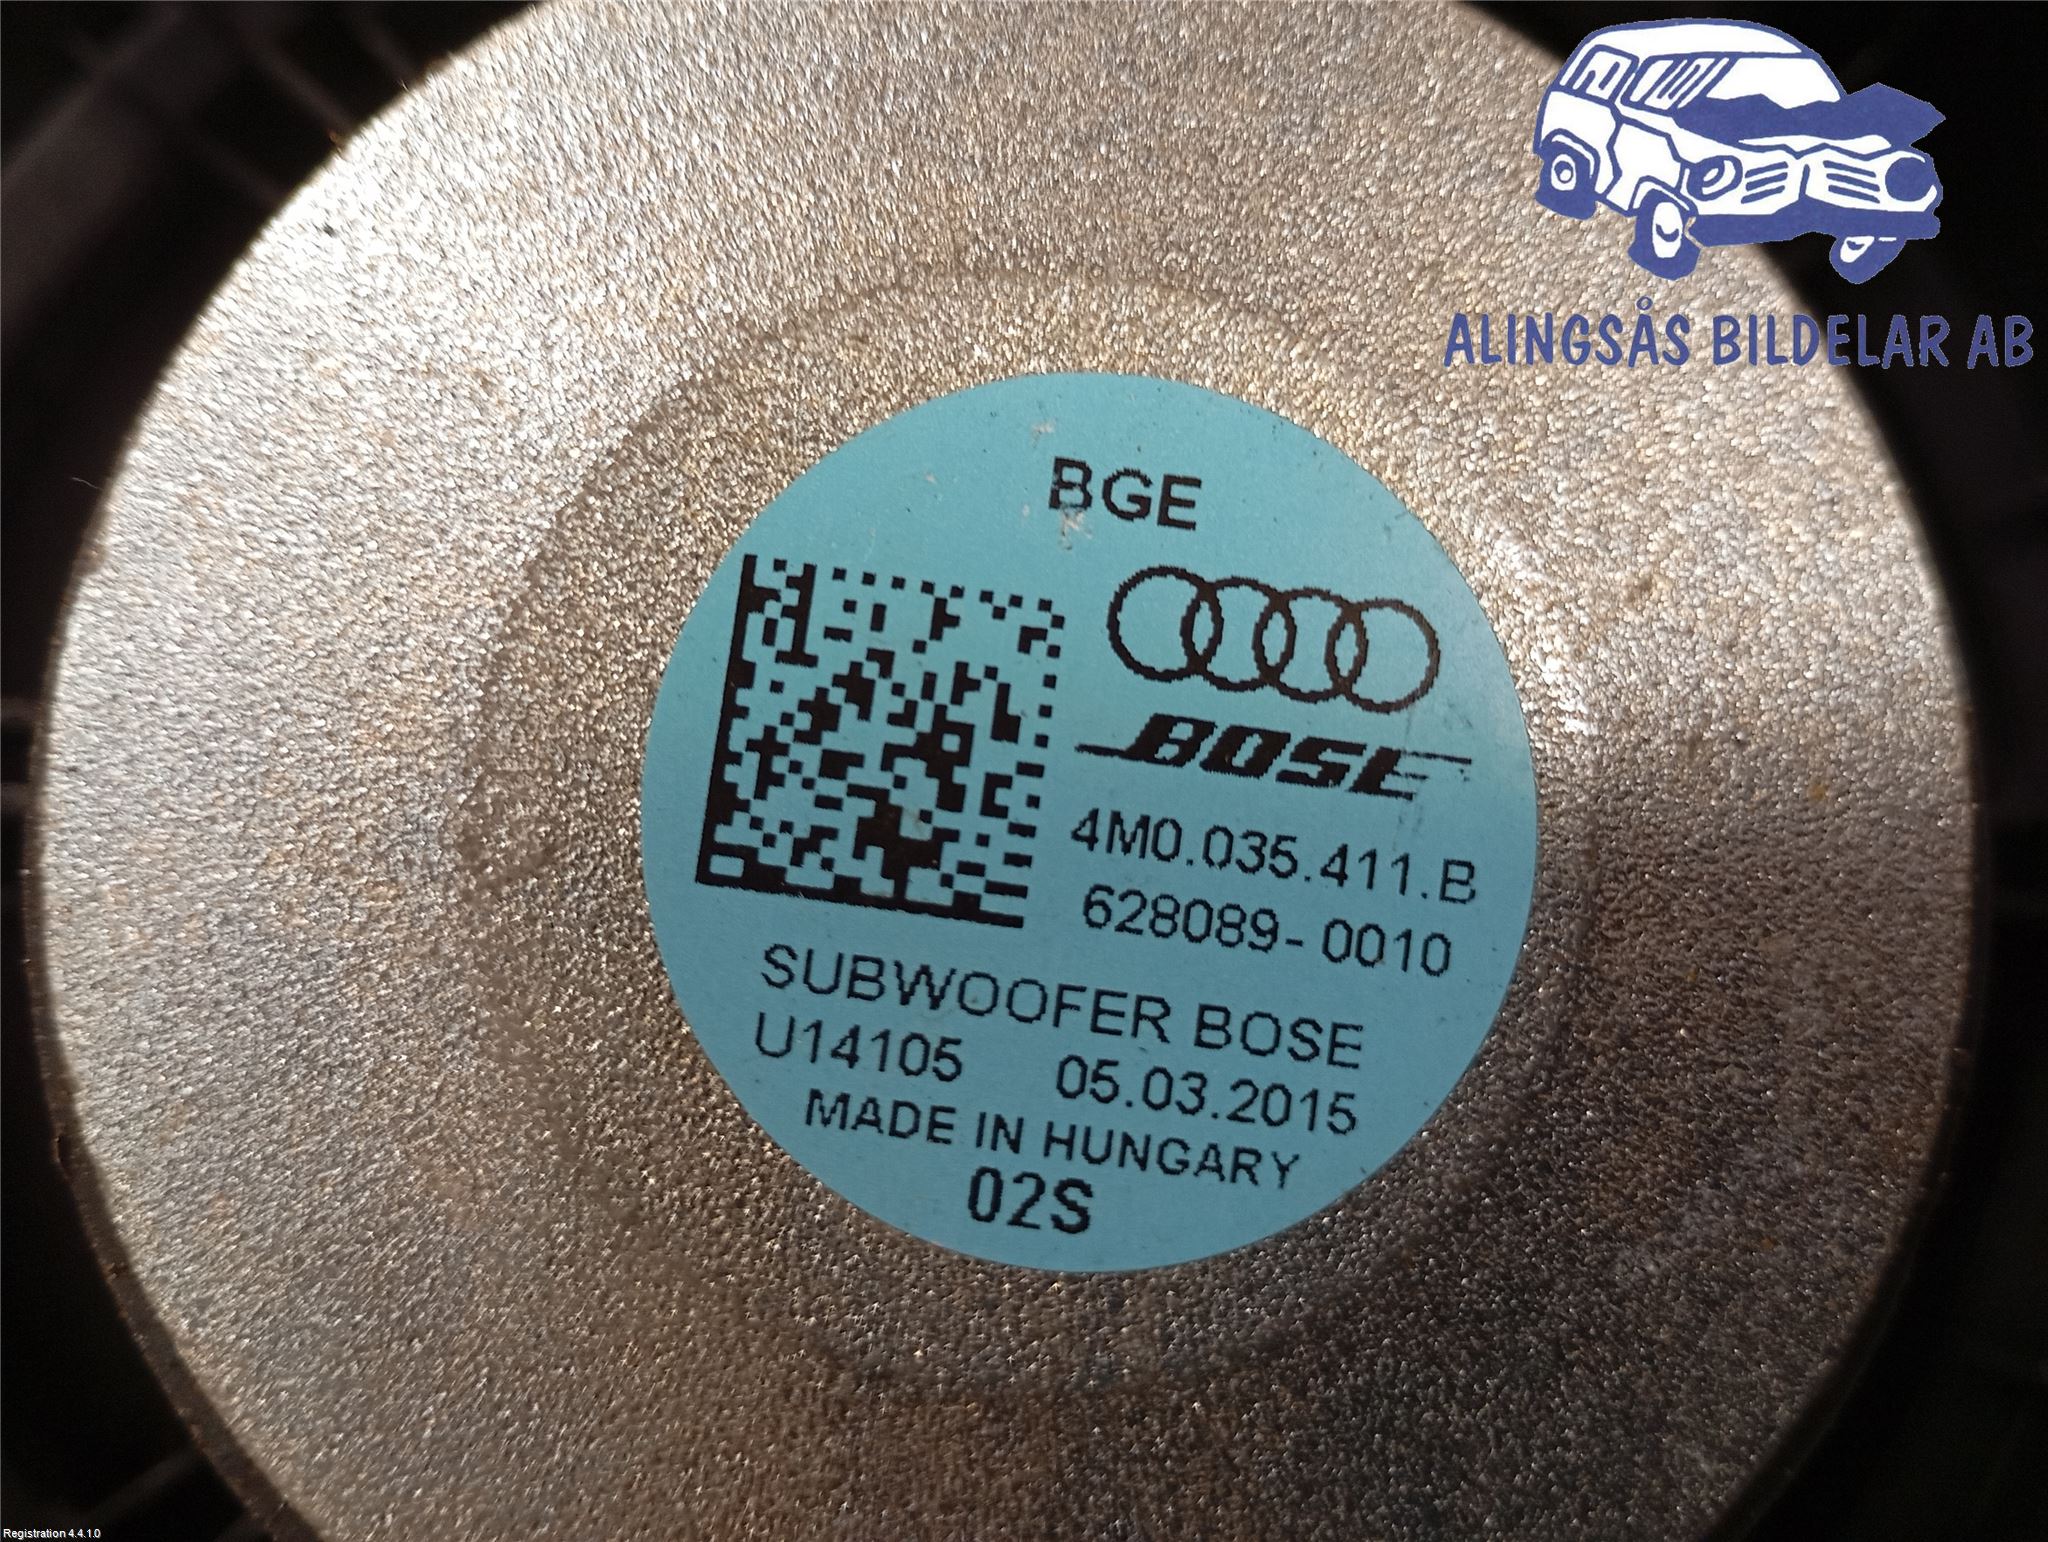 ALINGSÅS BILDELAR AB
BGE
BOSE
4M0.035.411.B
628089-0010
SUBWOOFER BOSE
U14105 05.03.2015
MADE IN HUNGARY
02S
Registration 4.4.1.0